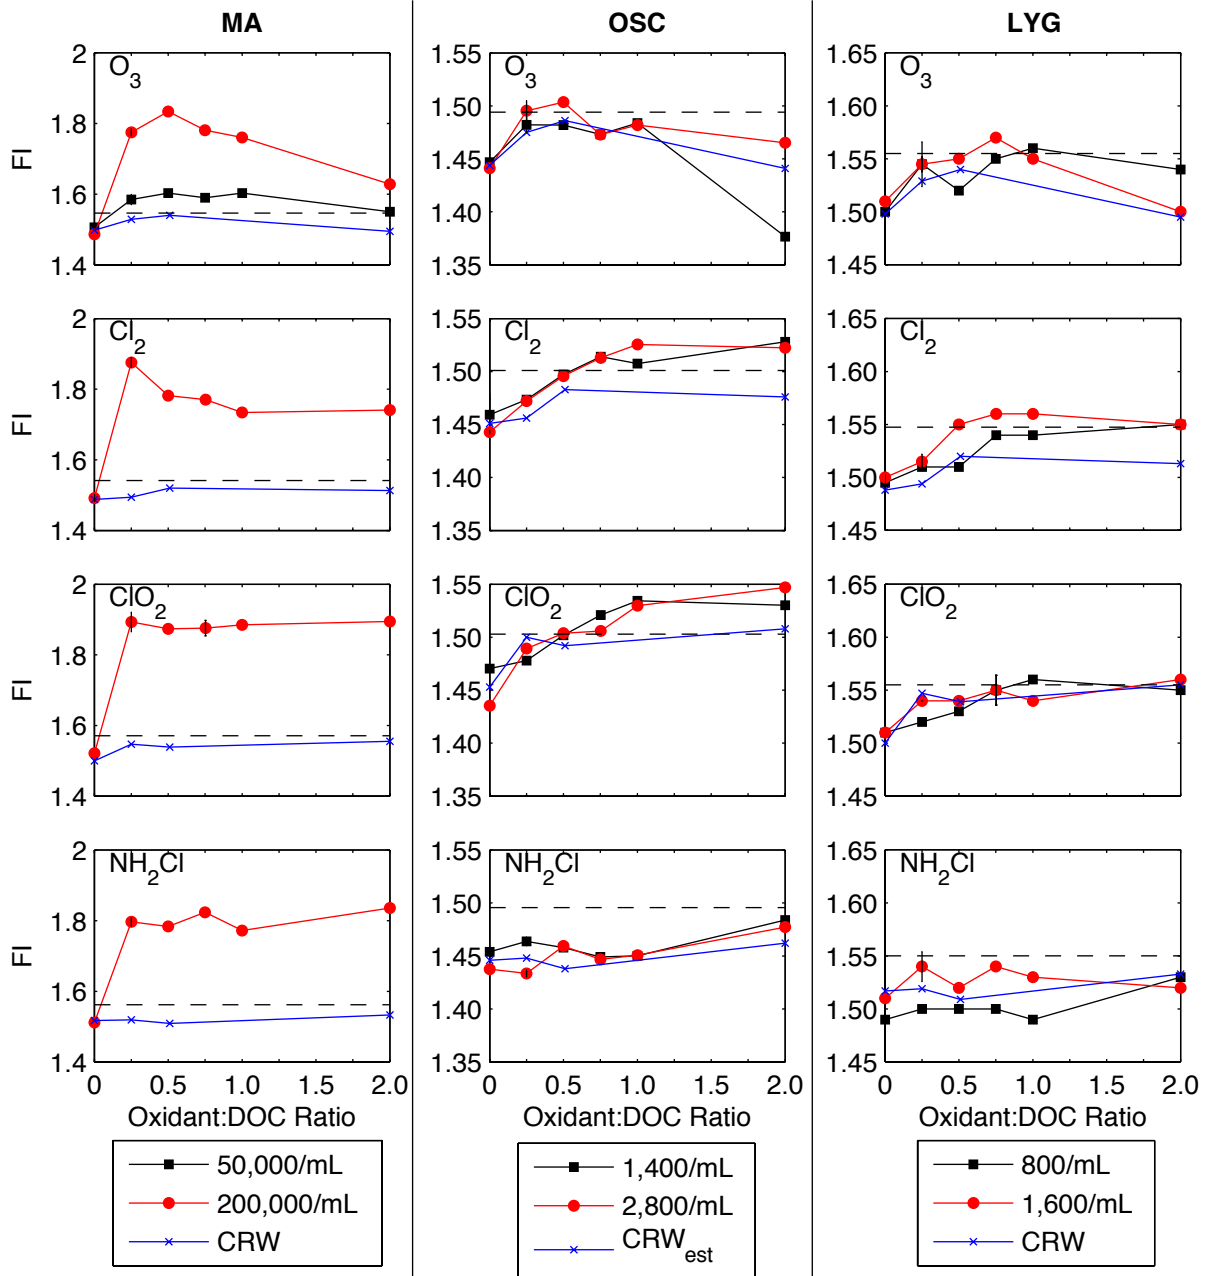 MA OSC LYG
O3 O3 O3
2 1.55 1.65
1.8 1.50 1.60
FI
1.6 1.45 1.55
1.40 1.50
1.4 1.35 1.45
Cl2 Cl2 Cl2
2 1.55 1.65
1.8 1.50 1.60
FI
1.6 1.45 1.55
1.40 1.50
1.4 1.35 1.45
ClO2 ClO2 ClO2
2 1.55 1.65
1.8 1.50 1.60
FI
1.6 1.45 1.55
1.40 1.50
1.4 1.35 1.45
NH2Cl NH2Cl NH2Cl
2 1.55 1.65
1.8 1.50 1.60
FI
1.6 1.45 1.55
1.40 1.50
1.4 1.35 1.45
0 0.5 1.0 2.0 0 0.5 1.0 2.0 0 0.5 1.0 2.0
Oxidant:DOC Ratio Oxidant:DOC Ratio Oxidant:DOC Ratio
50,000/mL 1,400/mL 800/mL
200,000/mL 2,800/mL 1,600/mL
CRW CRWest CRW